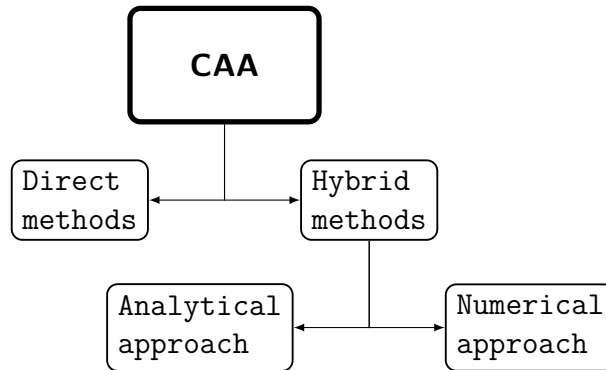 CAA
Direct
methods
Hybrid
methods
Analytical
approach
Numerical
approach